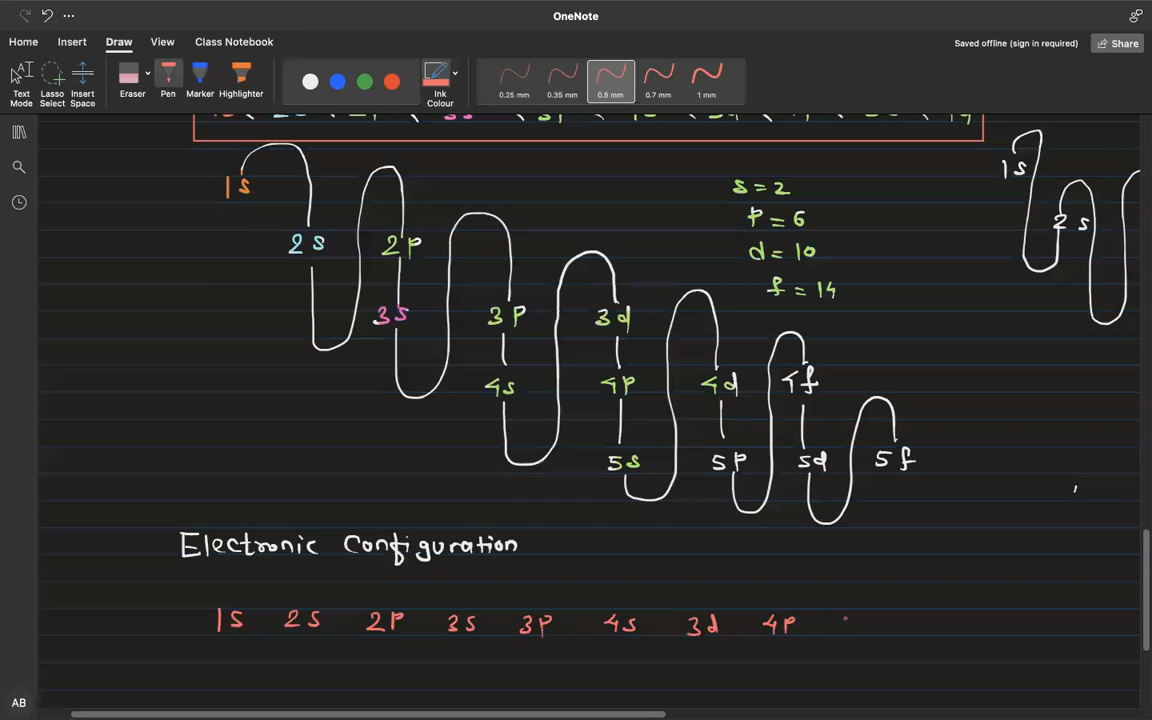 OneNote
Home Insert Draw View Class Notebook
Saved offline (sign in required) Share
Text Mode Lasso Select Insert Space Eraser Pen Marker Highlighter Ink Colour 0.25 mm 0.35 mm 0.5 mm 0.7 mm 1 mm
1s
2s 2p
3s 3p 3d
4s 4p 4d 4f
5s 5p 5d 5f
s = 2
p = 6
d = 10
f = 14
1s
2s
Electronic Configuration
1s 2s 2p 3s 3p 4s 3d 4p
AB